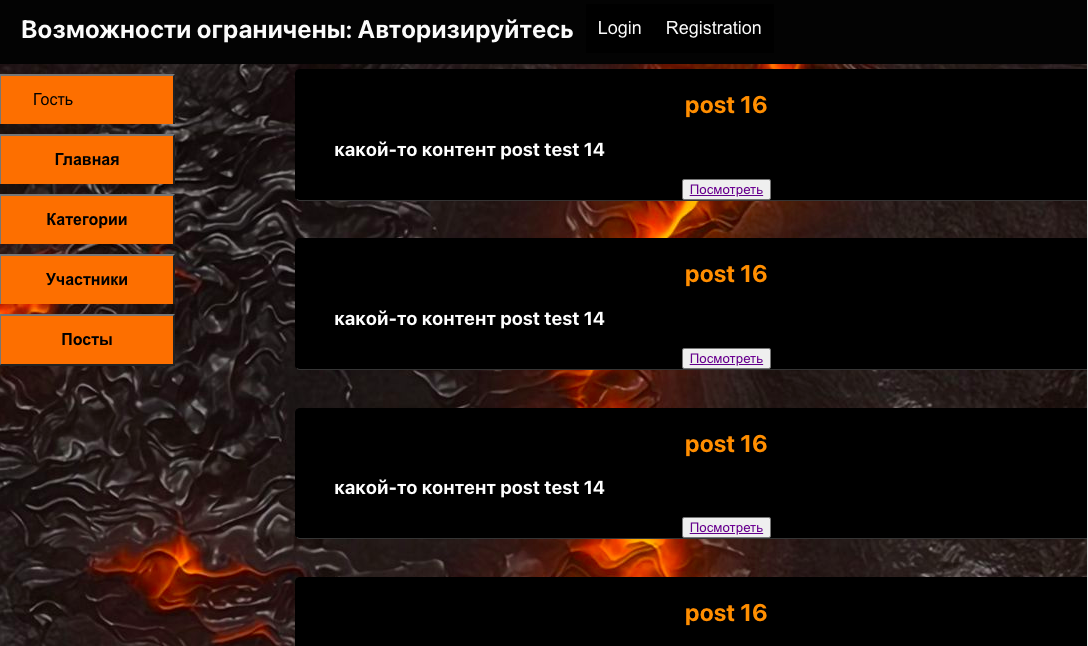 Возможности ограничены: Авторизируйтесь Login Registration
Гость
Главная
Категории
Участники
Посты
post 16
какой-то контент post test 14
Посмотреть
post 16
какой-то контент post test 14
Посмотреть
post 16
какой-то контент post test 14
Посмотреть
post 16